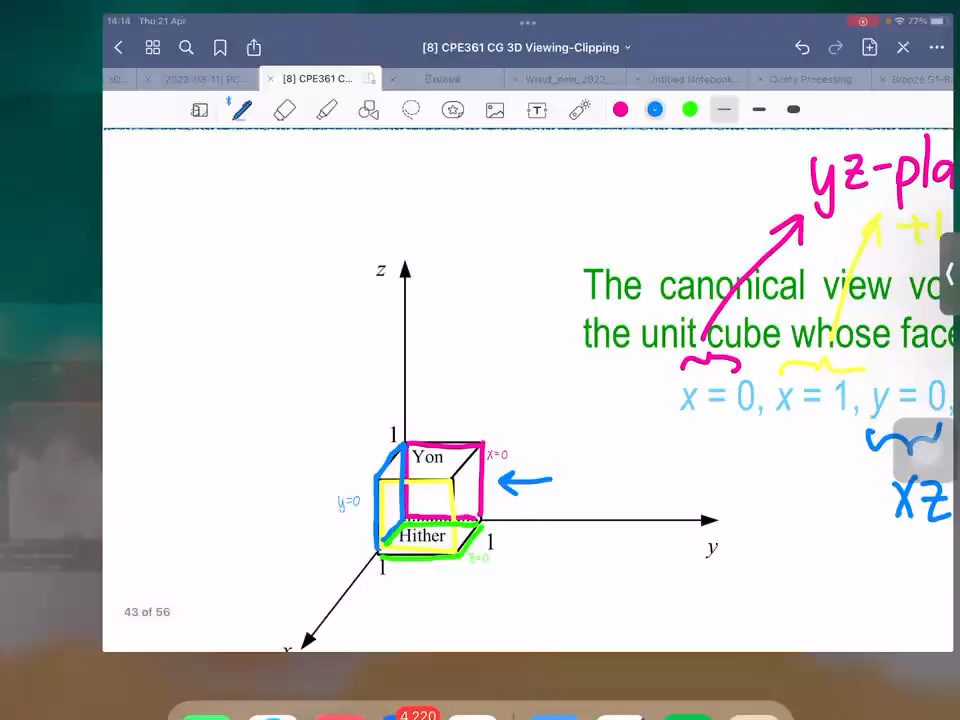 14:14 Thu 21 Apr
77%
[8] CPE361 CG 3D Viewing-Clipping
(2022-03-11) PC...
[8] CPE361 C...
Wisut_new_2022_
Untitled Notebook...
Query Processing
yz-pla
+1
The canonical view vo
the unit cube whose face
x = 0, x = 1, y = 0,
xz
z
1
Yon
x=0
y=0
Hither
1
z=0
1
y
x
43 of 56
4,220